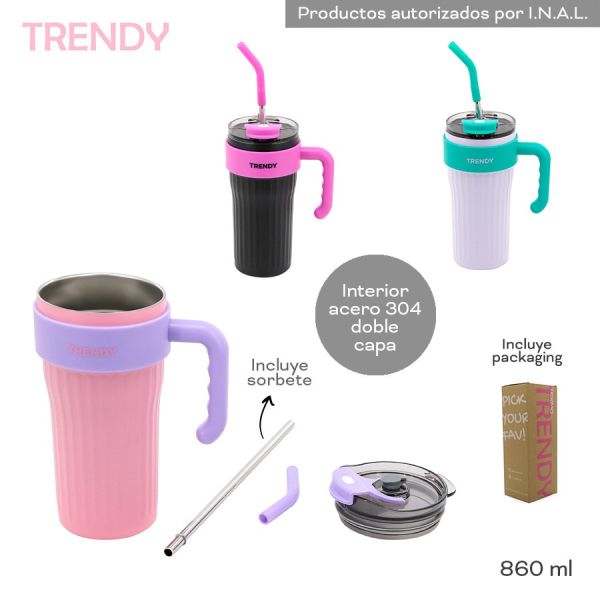 TRENDY
Productos autorizados por I.N.A.L.
TRENDY
TRENDY
Interior
acero 304
doble
capa
TRENDY
Incluye
sorbete
Incluye
packaging
PICK
YOUR
FAV!
TRENDY
860 ml